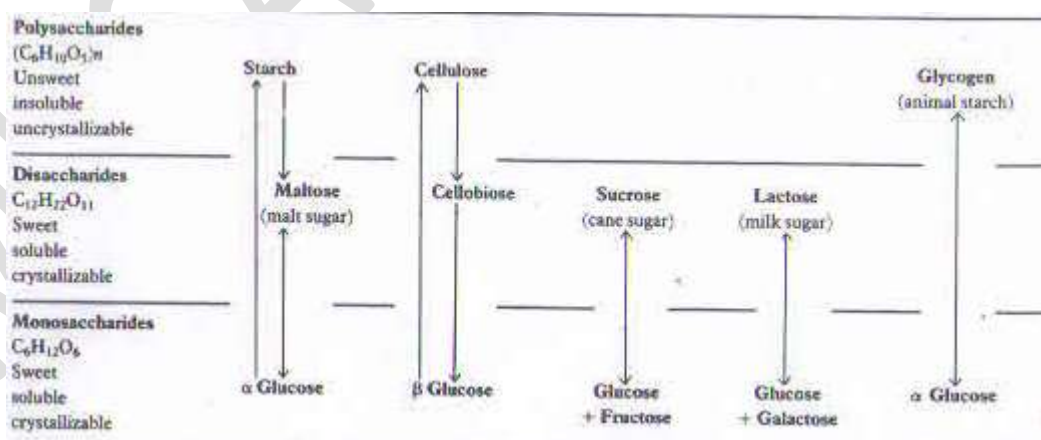 Polysaccharides
(C₆H₁₀O₅)n
Unsweet
insoluble
uncrystallizable
Starch
Cellulose
Glycogen
(animal starch)
Disaccharides
C₁₂H₂₂O₁₁
Sweet
soluble
crystallizable
Maltose
(malt sugar)
Cellobiose
Sucrose
(cane sugar)
Lactose
(milk sugar)
Monosaccharides
C₆H₁₂O₆
Sweet
soluble
crystallizable
α Glucose
β Glucose
Glucose
+ Fructose
Glucose
+ Galactose
α Glucose